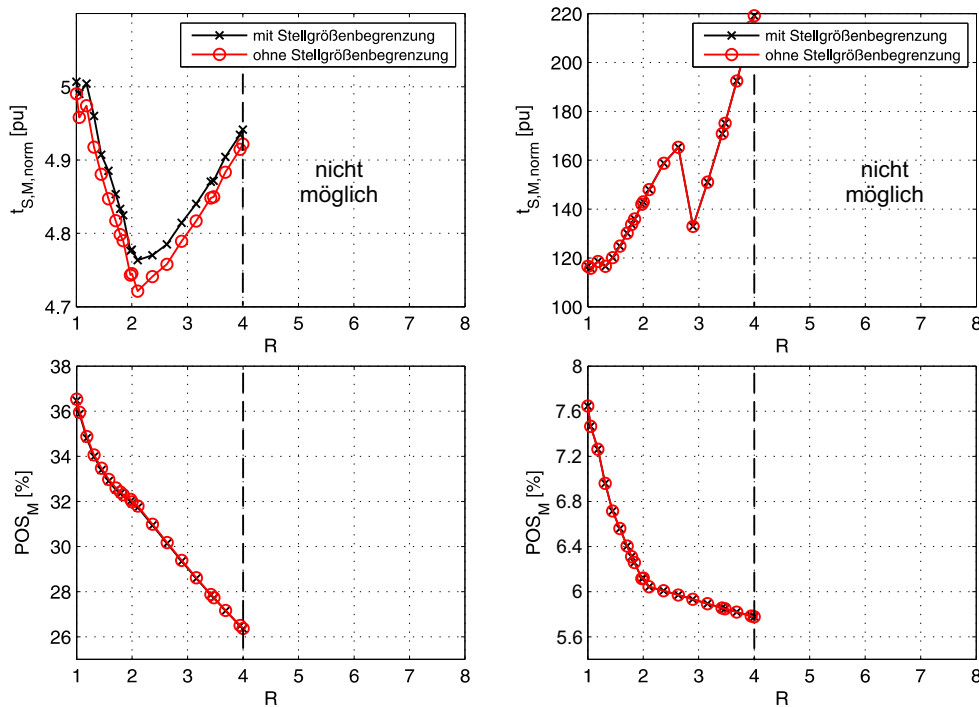 mit Stellgrößenbegrenzung
ohne Stellgrößenbegrenzung
5
4.9
4.8
4.7
t_S,M,norm [pu]
nicht
möglich
1 2 3 4 5 6 7 8
R
mit Stellgrößenbegrenzung
ohne Stellgrößenbegrenzung
220
200
180
160
140
120
100
t_S,M,norm [pu]
nicht
möglich
1 2 3 4 5 6 7 8
R
38
36
34
32
30
28
26
POS_M [%]
1 2 3 4 5 6 7 8
R
8
7.6
7.2
6.8
6.4
6
5.6
POS_M [%]
1 2 3 4 5 6 7 8
R